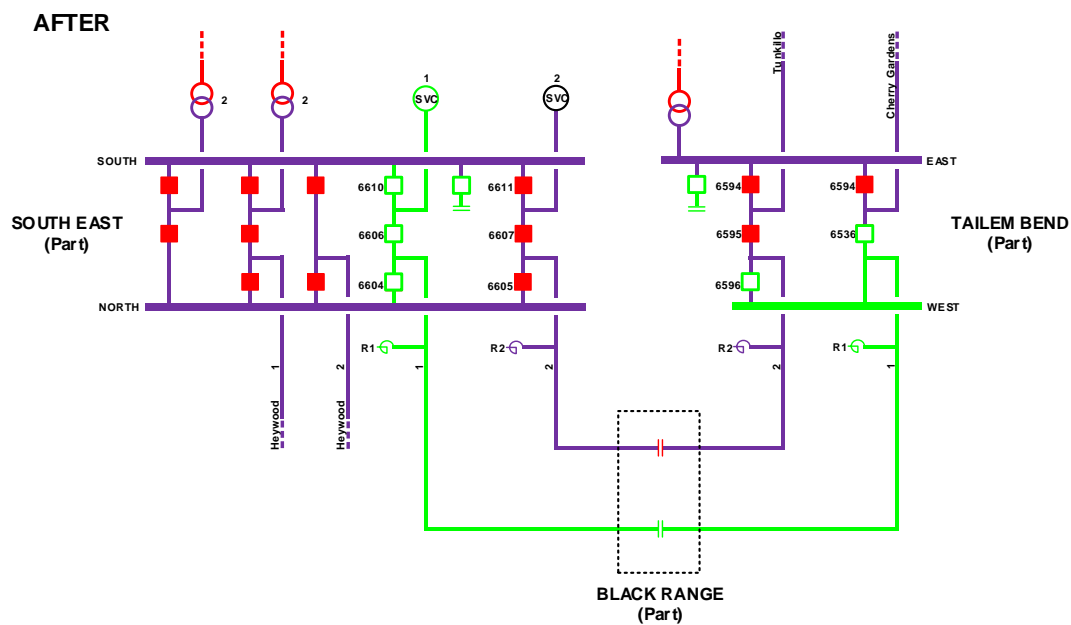 AFTER
1
2
Tunkillo
Cherry Gardens
2
2
SVC
SVC
SOUTH
EAST
6610
6611
6594
6594
SOUTH EAST
(Part)
6606
6607
6595
6536
TAILEM BEND
(Part)
6604
6605
6596
NORTH
WEST
R1
R2
R2
R1
1
2
1
2
2
1
Heywood
Heywood
BLACK RANGE
(Part)